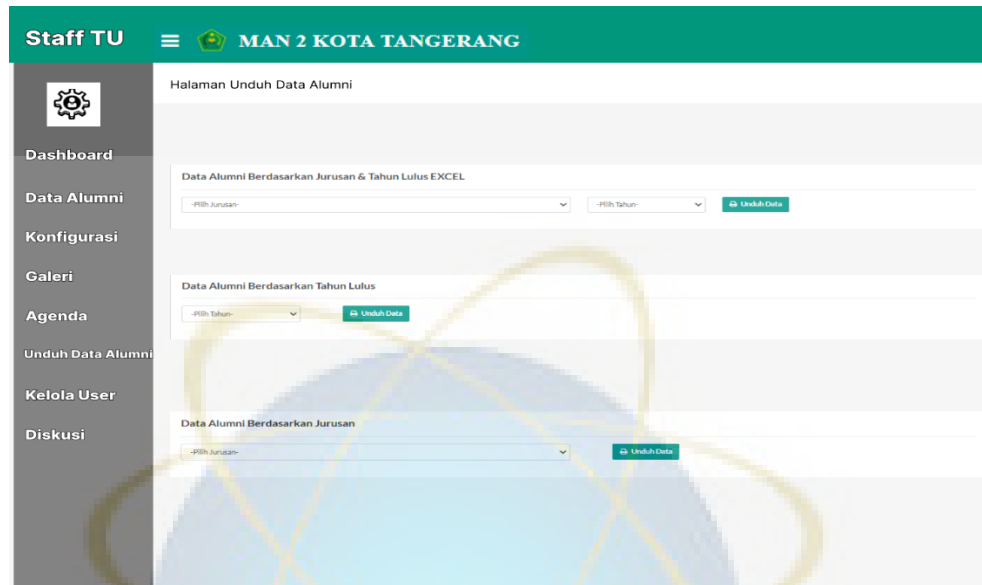 Staff TU
MAN 2 KOTA TANGERANG
Halaman Unduh Data Alumni
Dashboard
Data Alumni
Konfigurasi
Galeri
Agenda
Unduh Data Alumni
Kelola User
Diskusi
Data Alumni Berdasarkan Jurusan & Tahun Lulus EXCEL
-Pilih Jurusan- -Pilih Tahun- Unduh Data
Data Alumni Berdasarkan Tahun Lulus
-Pilih Tahun- Unduh Data
Data Alumni Berdasarkan Jurusan
-Pilih Jurusan- Unduh Data